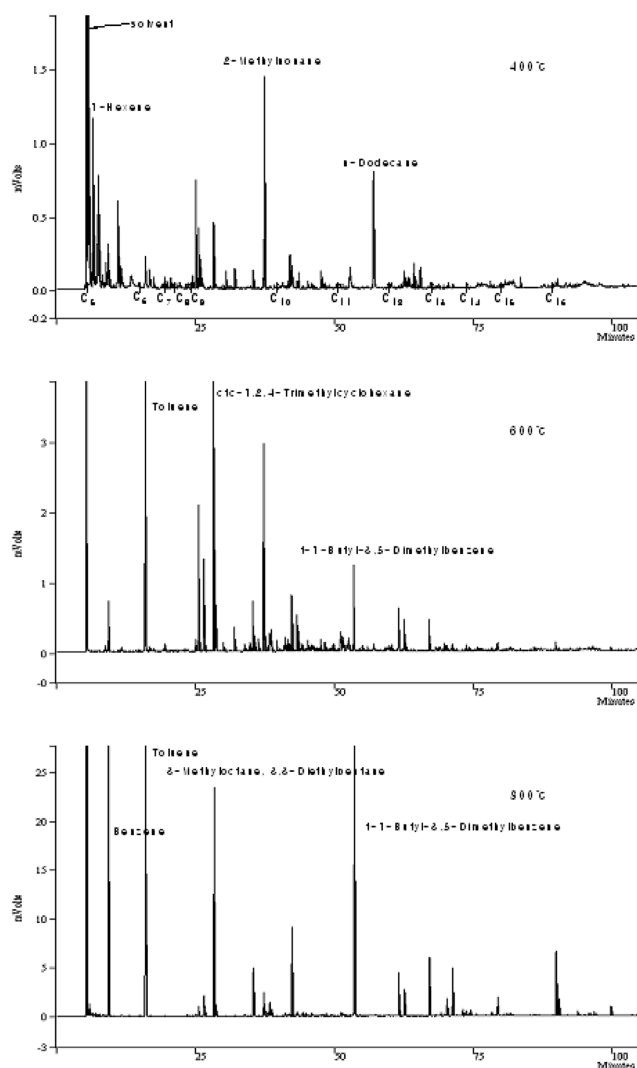 solvent
2-Methylnonane
400℃
1.5
1-Hexene
1.0
n-Dodecane
mVolts
0.5
0.0
C5 C6 C7 C8 C9 C10 C11 C12 C13 C14 C15 C16
-0.2
25 50 75 100
Minutes
ctc-1,2,4-Trimethylcyclohexane
Toluene
600℃
3
2
mVolts
t-1-Butyl-3,5-Dimethylbenzene
1
0
-0
25 50 75 100
Minutes
Toluene
25
3-Methyloctane, 3,3-Diethylpentane
900℃
20
Benzene
t-1-Butyl-3,5-Dimethylbenzene
15
mVolts
10
5
0
-3
25 50 75 100
Minutes